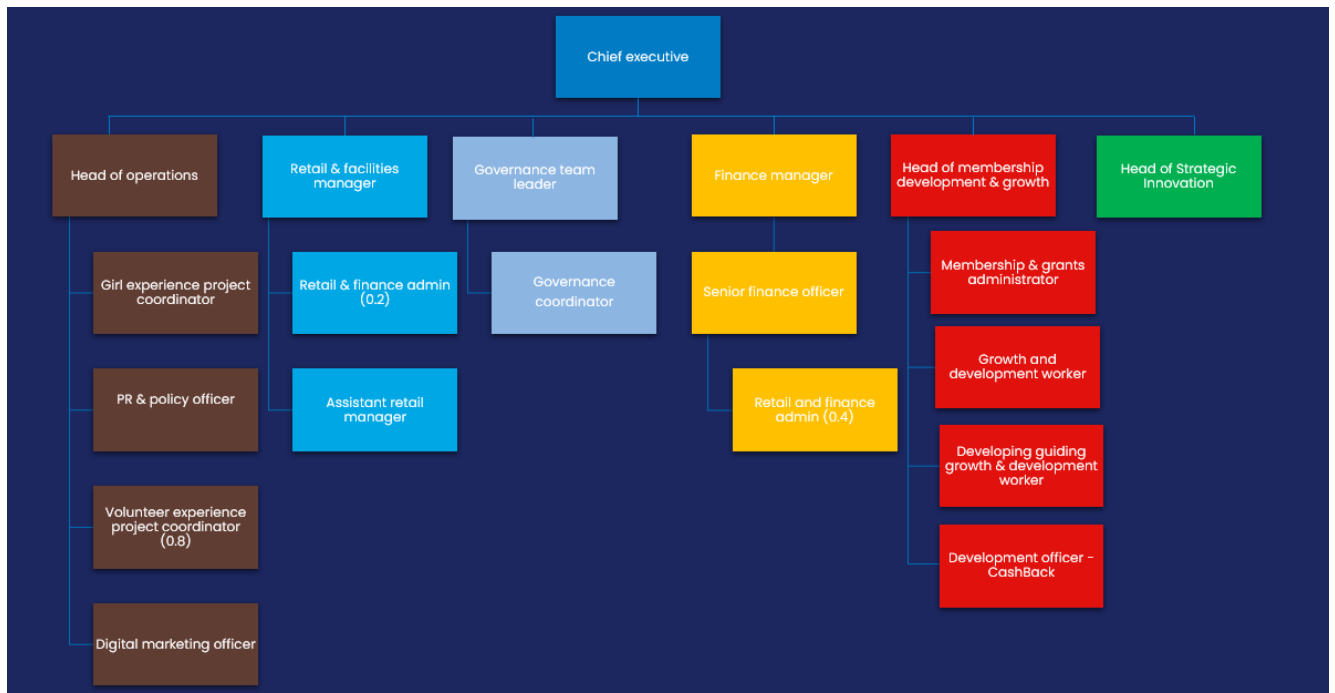 Chief executive
Head of operations
Retail & facilities
manager
Governance team
leader
Finance manager
Head of membership
development & growth
Head of Strategic
Innovation
Girl experience project
coordinator
PR & policy officer
Volunteer experience
project coordinator
(0.8)
Digital marketing officer
Retail & finance admin
(0.2)
Assistant retail
manager
Governance
coordinator
Senior finance officer
Retail and finance
admin (0.4)
Membership & grants
administrator
Growth and
development worker
Developing guiding
growth & development
worker
Development officer -
CashBack